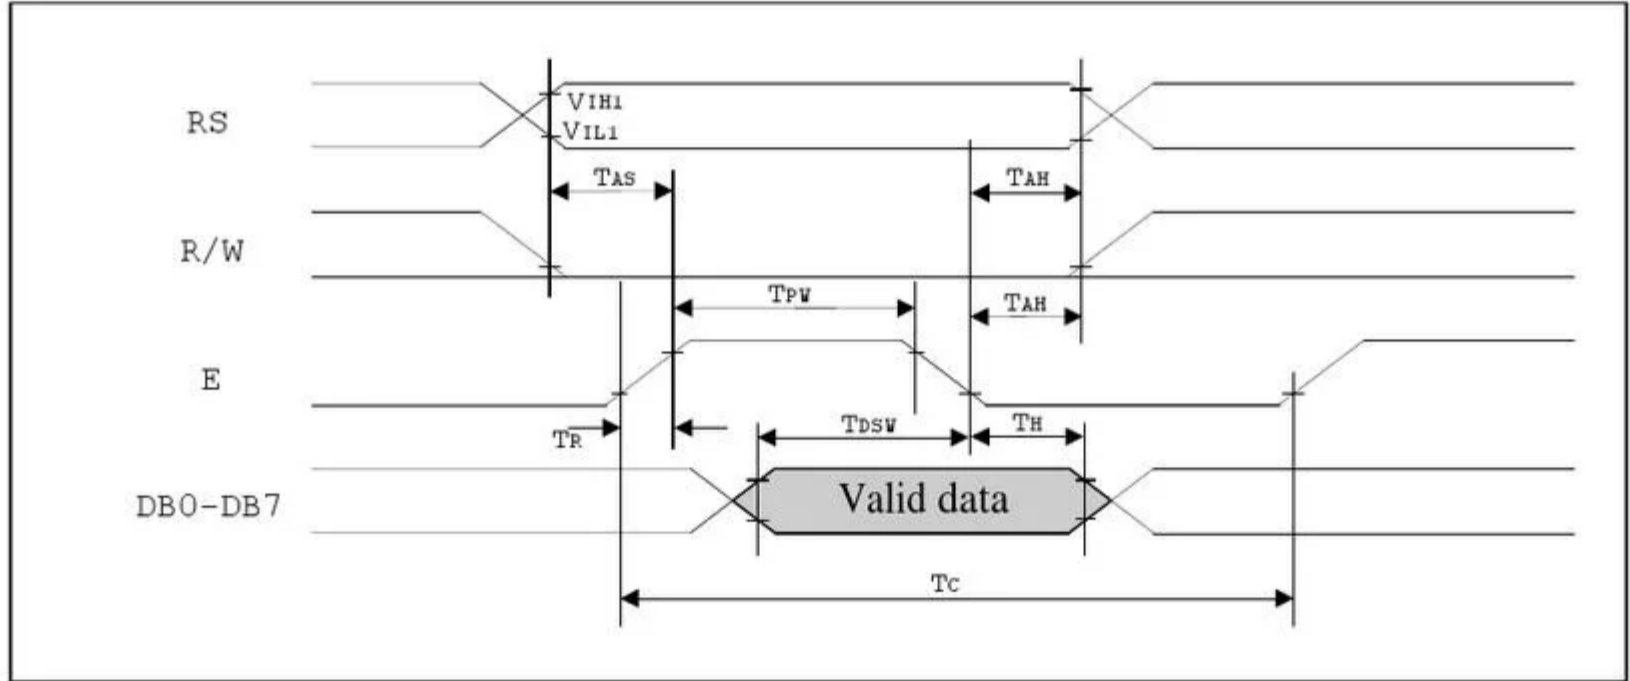 VIH1
RS
VIL1
TAS
TAH
R/W
TPW
TAH
E
TR
TDSW
TH
DB0-DB7
Valid data
TC